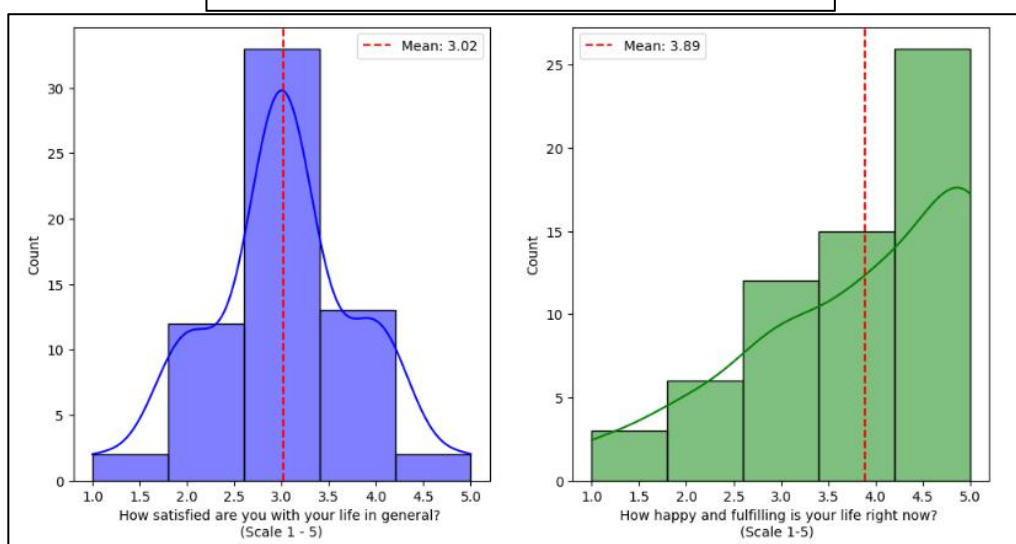 Mean: 3.02
Count
30
25
20
15
10
5
0
1.0 1.5 2.0 2.5 3.0 3.5 4.0 4.5 5.0
How satisfied are you with your life in general?
(Scale 1 - 5)
Mean: 3.89
Count
25
20
15
10
5
0
1.0 1.5 2.0 2.5 3.0 3.5 4.0 4.5 5.0
How happy and fulfilling is your life right now?
(Scale 1-5)